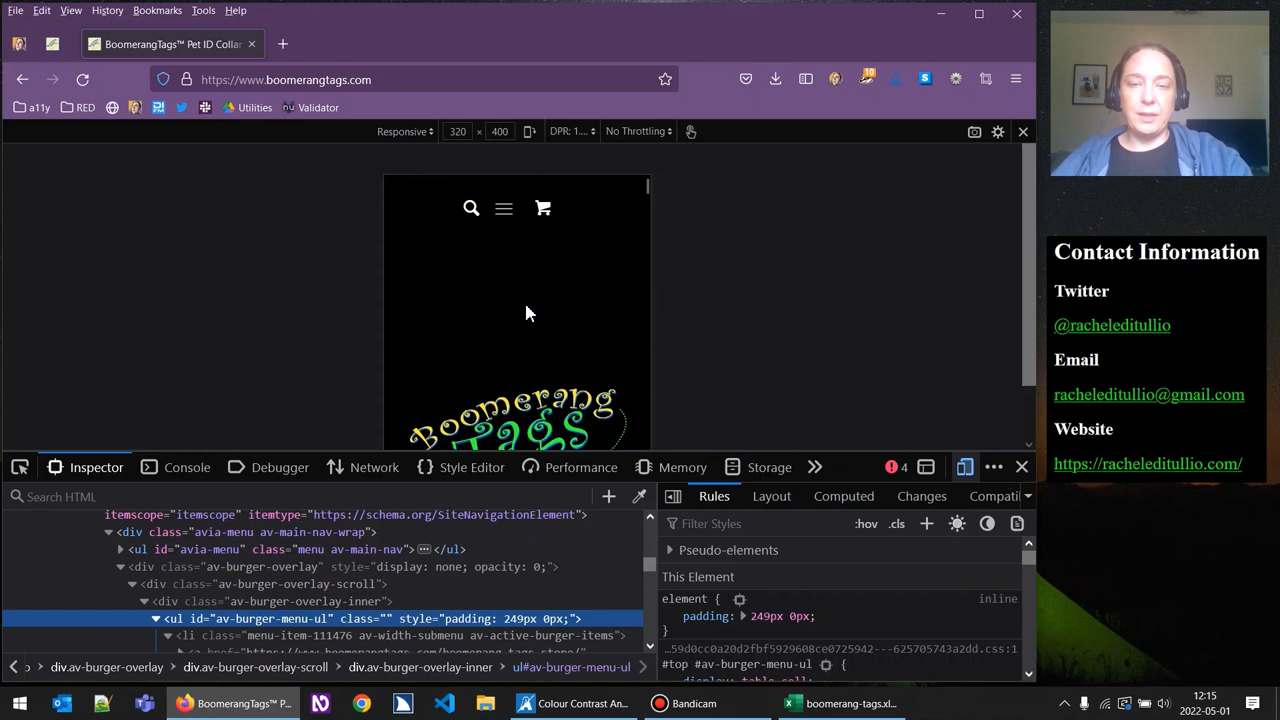 File Edit View History Bookmarks Tools Help
BoomerangTags™ Pet ID Collar
https://www.boomerangtags.com
10
a11y RED Utilities Validator
Responsive 320 × 400 DPR: 1... No Throttling
Boomerang
Tags
Inspector Console Debugger Network Style Editor Performance Memory Storage 4
Search HTML
itemscope="itemscope" itemtype="https://schema.org/SiteNavigationElement">
<div class="avia-menu av-main-nav-wrap">
<ul id="avia-menu" class="menu av-main-nav"> </ul>
<div class="av-burger-overlay" style="display: none; opacity: 0;">
<div class="av-burger-overlay-scroll">
<div class="av-burger-overlay-inner">
<ul id="av-burger-menu-ul" class="" style="padding: 249px 0px;">
<li class="menu-item-111476 av-width-submenu av-active-burger-items">
div.av-burger-overlay div.av-burger-overlay-scroll div.av-burger-overlay-inner ul#av-burger-menu-ul
Rules Layout Computed Changes Compati
Filter Styles :hov .cls
Pseudo-elements
This Element
element { inline
padding: 249px 0px;
}
#top #av-burger-menu-ul {
Contact Information
Twitter
@racheleditullio
Email
racheleditullio@gmail.com
Website
https://racheleditullio.com/
BoomerangTags™ P...
Colour Contrast An...
Bandicam
boomerang-tags.xl...
12:15
2022-05-01